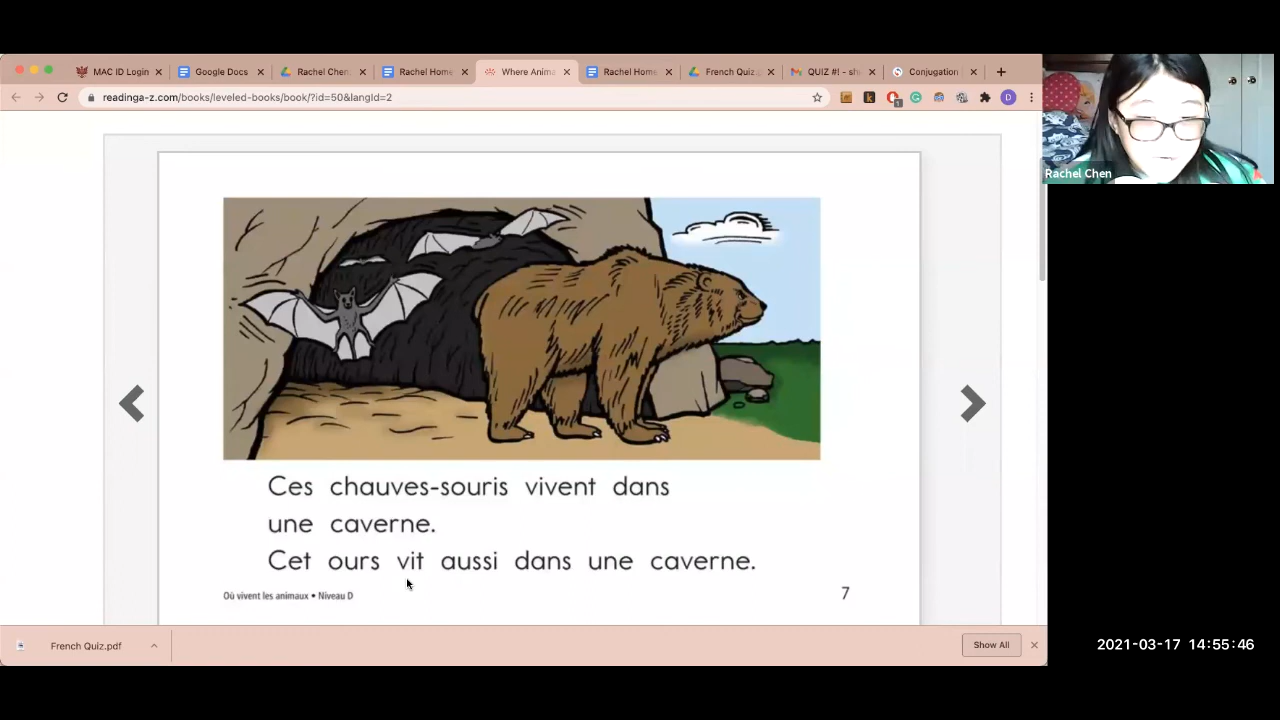 MAC ID Login
Google Docs
Rachel Chen
Rachel Home
Where Anima
Rachel Home
French Quiz
QUIZ #I - sh
Conjugation
readinga-z.com/books/leveled-books/book/?id=50&langId=2
D
Rachel Chen
Ces chauves-souris vivent dans
une caverne.
Cet ours vit aussi dans une caverne.
Où vivent les animaux • Niveau D
7
French Quiz.pdf
Show All
2021-03-17 14:55:46